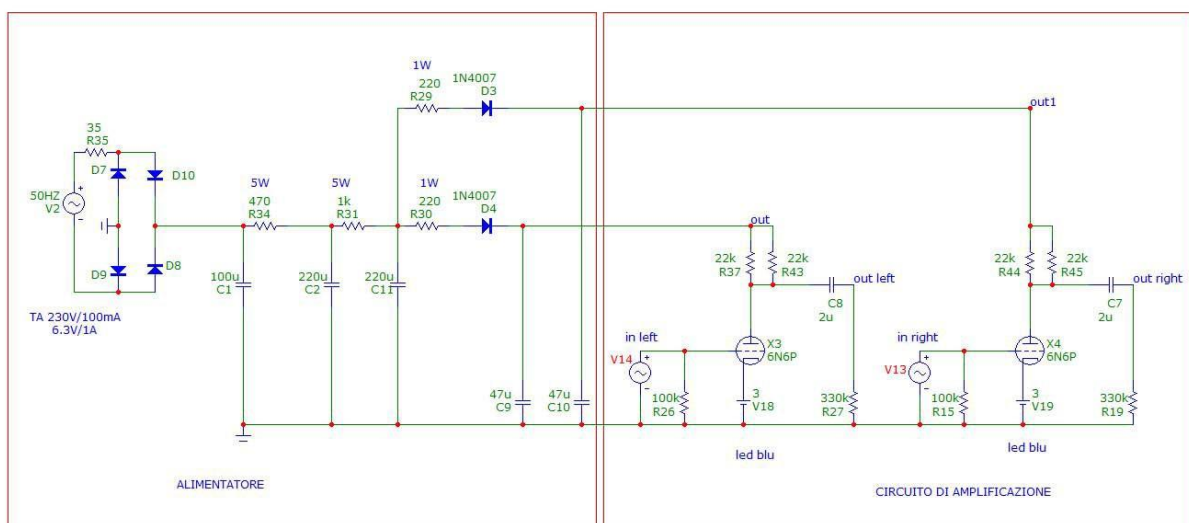 1W
220
R29
1N4007
D3
out1
35
R35
D7
D10
50HZ
V2
+
-
D9
D8
TA 230V/100mA
6.3V/1A
5W
470
R34
5W
1k
R31
1W
220
R30
1N4007
D4
100u
C1
220u
C2
220u
C11
47u
C9
47u
C10
ALIMENTATORE
out
22k
R37
22k
R43
out left
C8
2u
in left
V14
+
-
X3
6N6P
100k
R26
3
V18
330k
R27
led blu
22k
R44
22k
R45
out right
C7
2u
in right
V13
+
-
X4
6N6P
100k
R15
3
V19
330k
R19
led blu
CIRCUITO DI AMPLIFICAZIONE